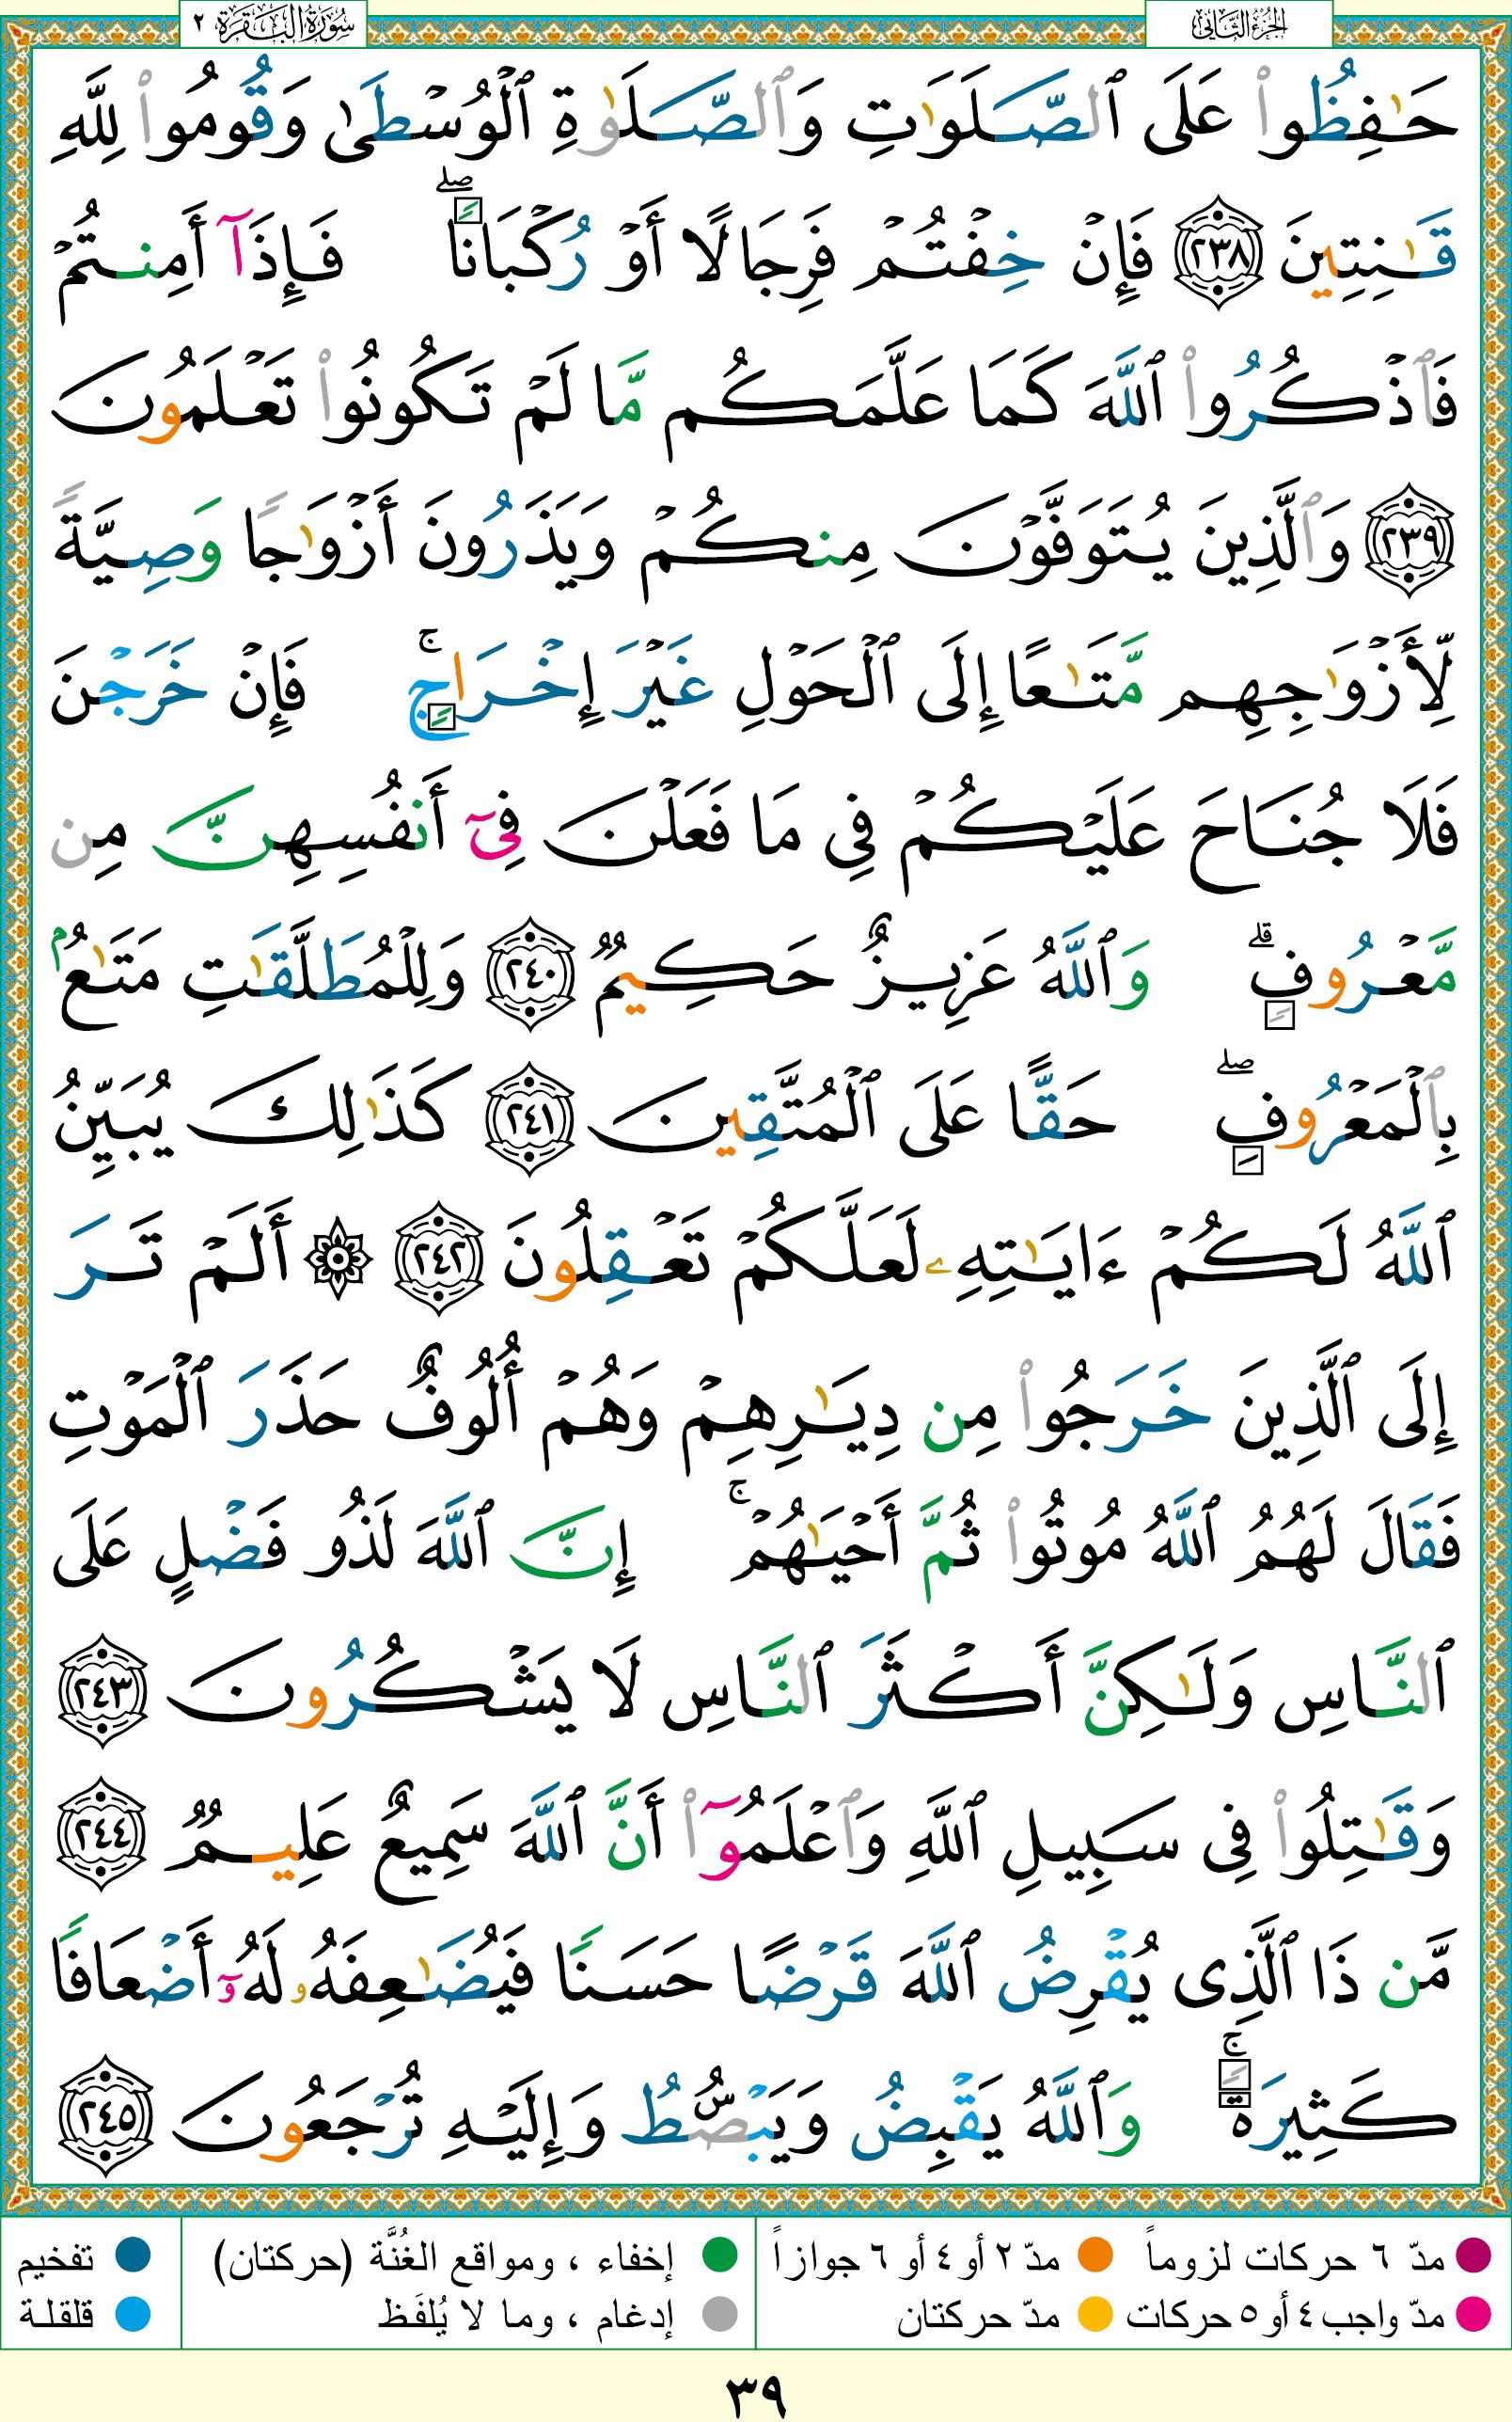 الجزء الثاني
سورة البقرة ٢
حَـٰفِظُوا۟ عَلَى ٱلصَّلَوَٰتِ وَٱلصَّلَوٰةِ ٱلْوُسْطَىٰ وَقُومُوا۟ لِلَّهِ
قَـٰنِتِينَ ٢٣٨ فَإِنْ خِفْتُمْ فَرِجَالًا أَوْ رُكْبَانًا ۖ فَإِذَآ أَمِنتُمْ
فَٱذْكُرُوا۟ ٱللَّهَ كَمَا عَلَّمَكُم مَّا لَمْ تَكُونُوا۟ تَعْلَمُونَ
٢٣٩ وَٱلَّذِينَ يُتَوَفَّوْنَ مِنكُمْ وَيَذَرُونَ أَزْوَٰجًا وَصِيَّةً
لِّأَزْوَٰجِهِم مَّتَـٰعًا إِلَى ٱلْحَوْلِ غَيْرَ إِخْرَاجٍ ۚ فَإِنْ خَرَجْنَ
فَلَا جُنَاحَ عَلَيْكُمْ فِى مَا فَعَلْنَ فِىٓ أَنفُسِهِنَّ مِن
مَّعْرُوفٍ ۗ وَٱللَّهُ عَزِيزٌ حَكِيمٌ ٢٤٠ وَلِلْمُطَلَّقَـٰتِ مَتَـٰعٌۢ
بِٱلْمَعْرُوفِ ۖ حَقًّا عَلَى ٱلْمُتَّقِينَ ٢٤١ كَذَٰلِكَ يُبَيِّنُ
ٱللَّهُ لَكُمْ ءَايَـٰتِهِۦ لَعَلَّكُمْ تَعْقِلُونَ ٢٤٢ ۞ أَلَمْ تَرَ
إِلَى ٱلَّذِينَ خَرَجُوا۟ مِن دِيَـٰرِهِمْ وَهُمْ أُلُوفٌ حَذَرَ ٱلْمَوْتِ
فَقَالَ لَهُمُ ٱللَّهُ مُوتُوا۟ ثُمَّ أَحْيَـٰهُمْ ۚ إِنَّ ٱللَّهَ لَذُو فَضْلٍ عَلَى
ٱلنَّاسِ وَلَـٰكِنَّ أَكْثَرَ ٱلنَّاسِ لَا يَشْكُرُونَ ٢٤٣
وَقَـٰتِلُوا۟ فِى سَبِيلِ ٱللَّهِ وَٱعْلَمُوٓا۟ أَنَّ ٱللَّهَ سَمِيعٌ عَلِيمٌ ٢٤٤
مَّن ذَا ٱلَّذِى يُقْرِضُ ٱللَّهَ قَرْضًا حَسَنًا فَيُضَـٰعِفَهُۥ لَهُۥٓ أَضْعَافًا
كَثِيرَةً ۚ وَٱللَّهُ يَقْبِضُ وَيَبْصُۜطُ وَإِلَيْهِ تُرْجَعُونَ ٢٤٥
مدّ ٦ حركات لزوماً مدّ ٢ أو ٤ أو ٦ جوازاً إخفاء ، ومواقع الغُنَّة (حركتان) تفخيم
مدّ واجب ٤ أو ٥ حركات مدّ حركتان إدغام ، وما لا يُلفَظ قلقلة
٣٩